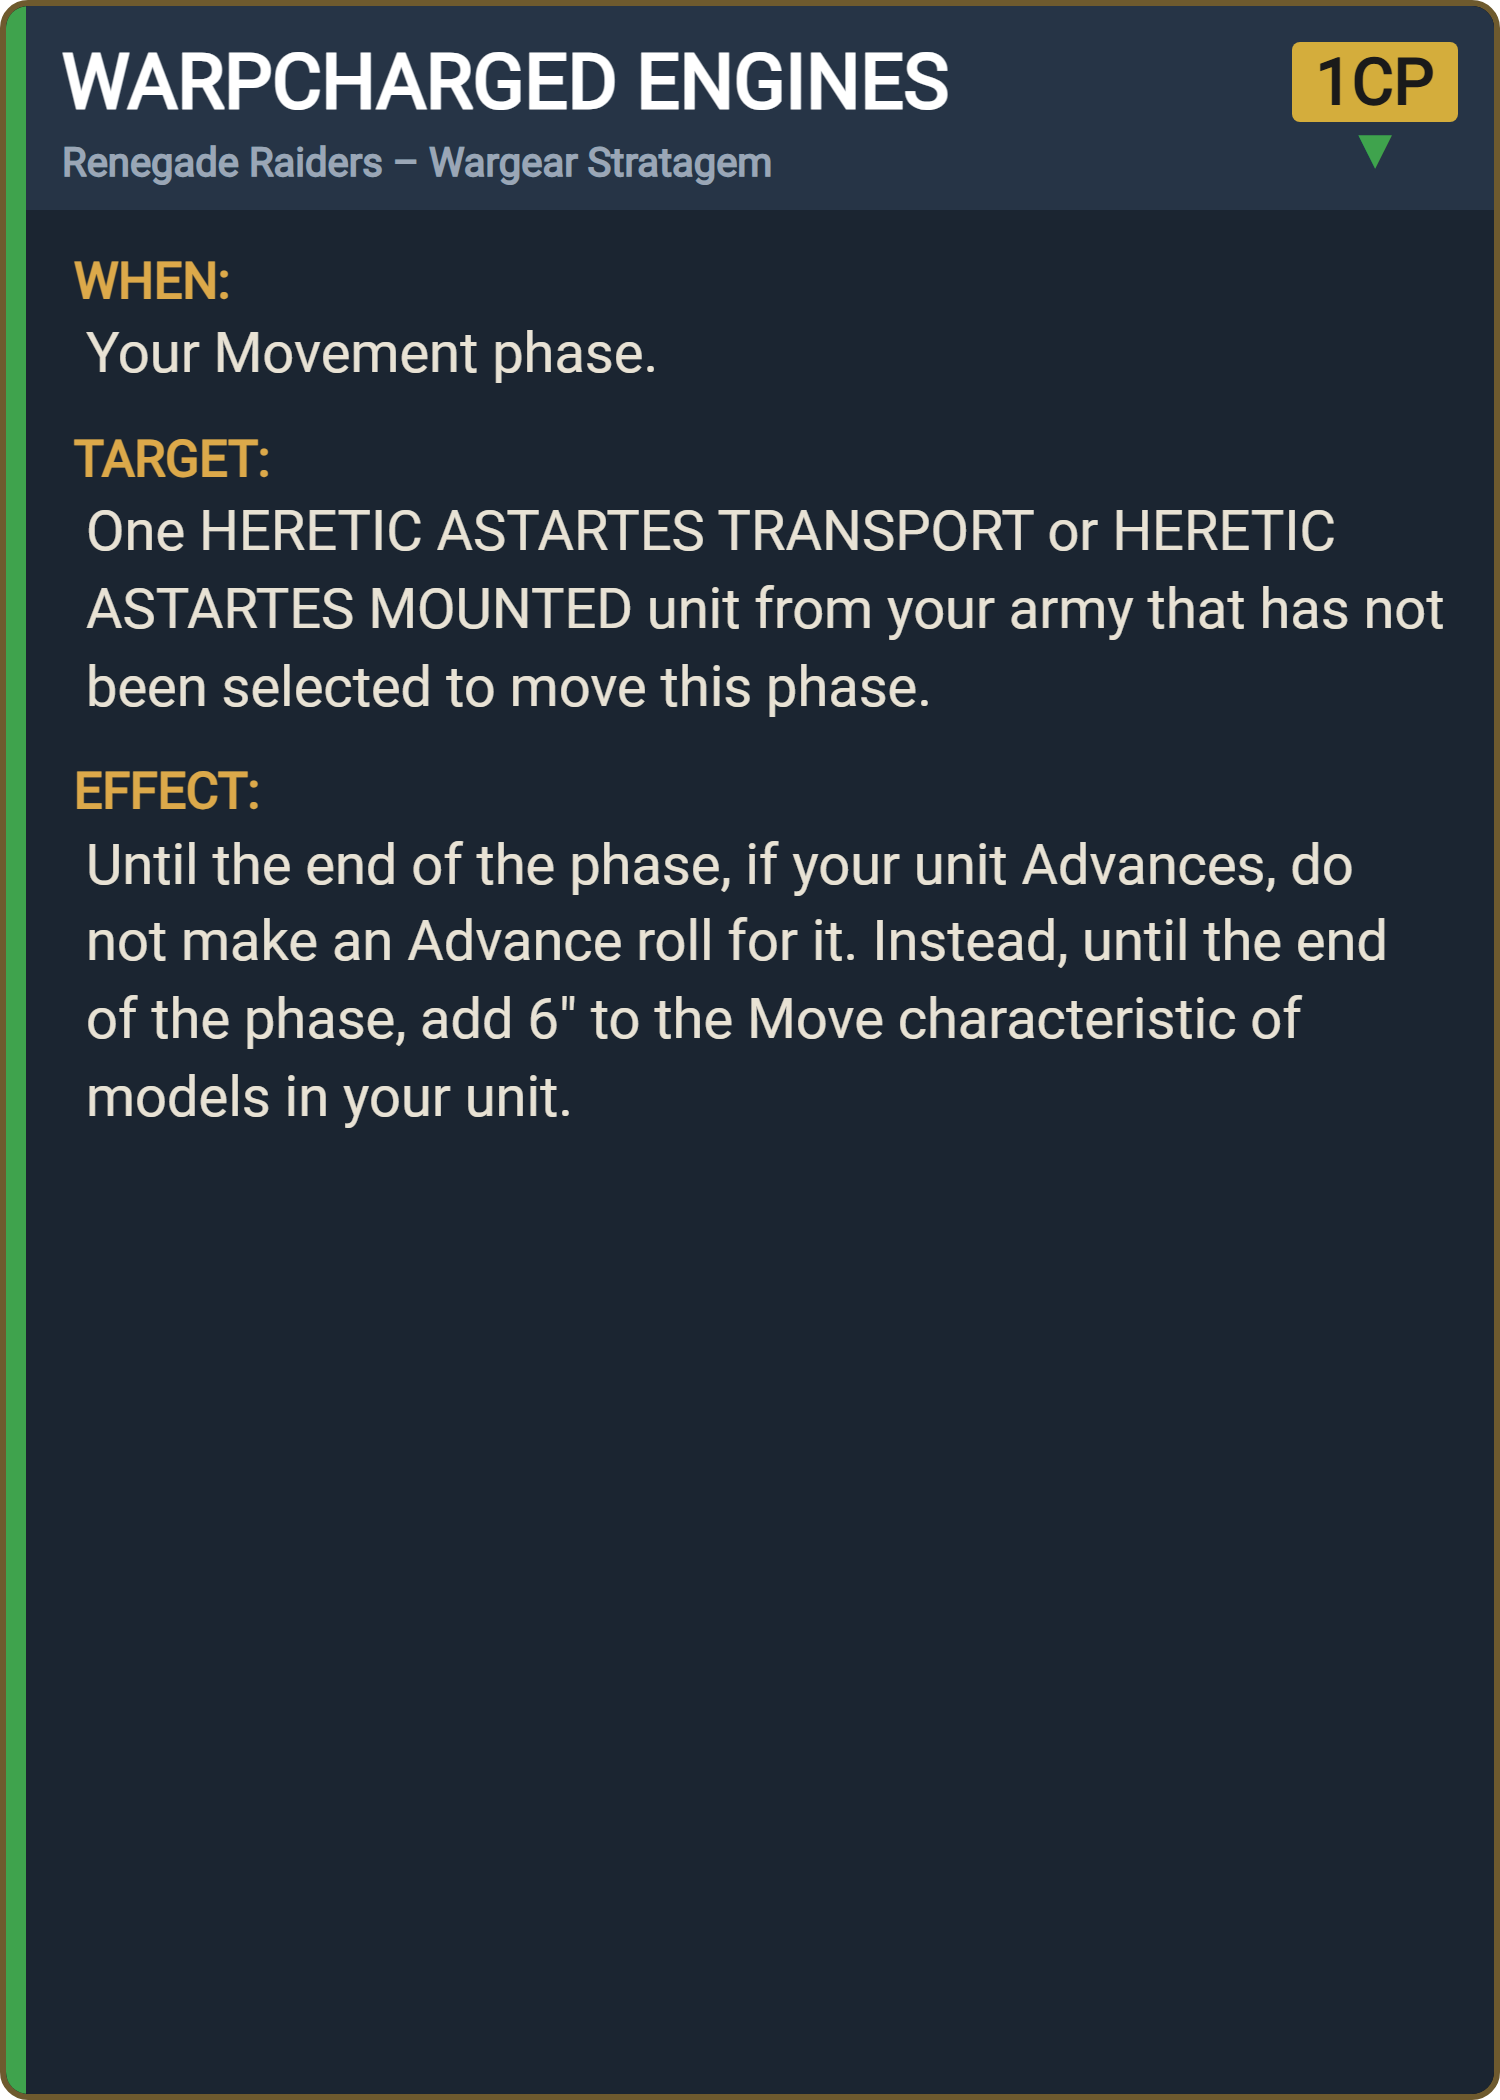 WARPCHARGED ENGINES
1CP
Renegade Raiders – Wargear Stratagem
WHEN:
Your Movement phase.
TARGET:
One HERETIC ASTARTES TRANSPORT or HERETIC
ASTARTES MOUNTED unit from your army that has not
been selected to move this phase.
EFFECT:
Until the end of the phase, if your unit Advances, do
not make an Advance roll for it. Instead, until the end
of the phase, add 6" to the Move characteristic of
models in your unit.